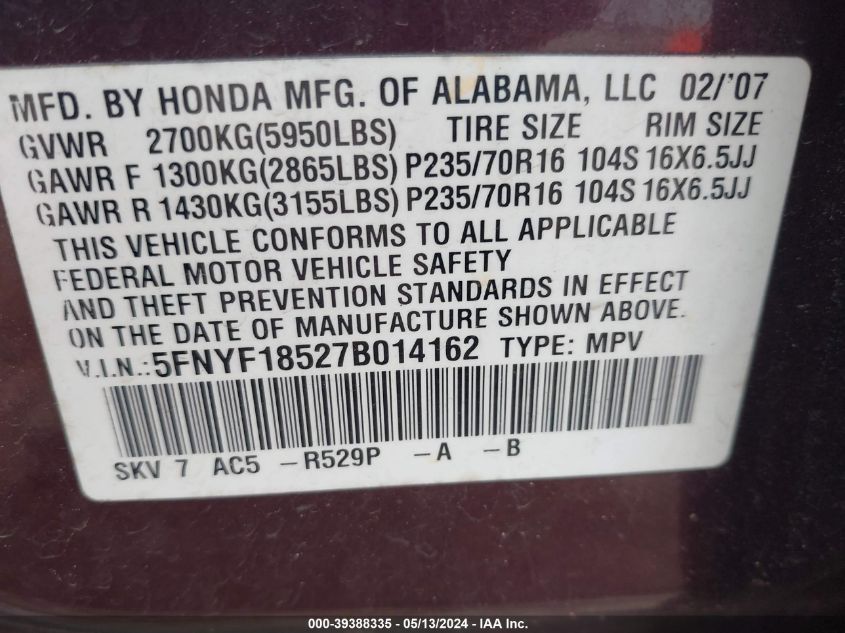 MFD. BY HONDA MFG. OF ALABAMA, LLC 02/'07
GVWR 2700KG(5950LBS) TIRE SIZE RIM SIZE
GAWR F 1300KG(2865LBS) P235/70R16 104S 16X6.5JJ
GAWR R 1430KG(3155LBS) P235/70R16 104S 16X6.5JJ
THIS VEHICLE CONFORMS TO ALL APPLICABLE
FEDERAL MOTOR VEHICLE SAFETY
AND THEFT PREVENTION STANDARDS IN EFFECT
ON THE DATE OF MANUFACTURE SHOWN ABOVE.
V.I.N.:5FNYF18527B014162 TYPE: MPV
SKV 7 AC5 -R529P -A -B
000-39388335 - 05/13/2024 - IAA Inc.